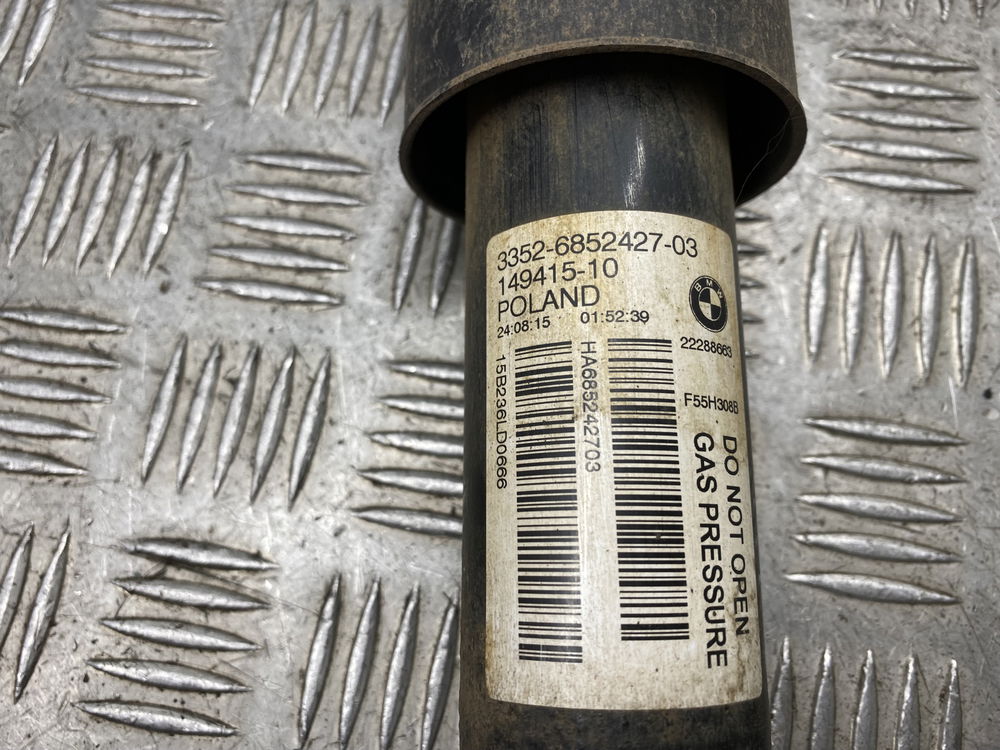 3352-6852427-03
149415-10
POLAND
24:08:15 01:52:39
BMW
22288663
F55H308B
15B236LD0666
HA685242703
DO NOT OPEN
GAS PRESSURE